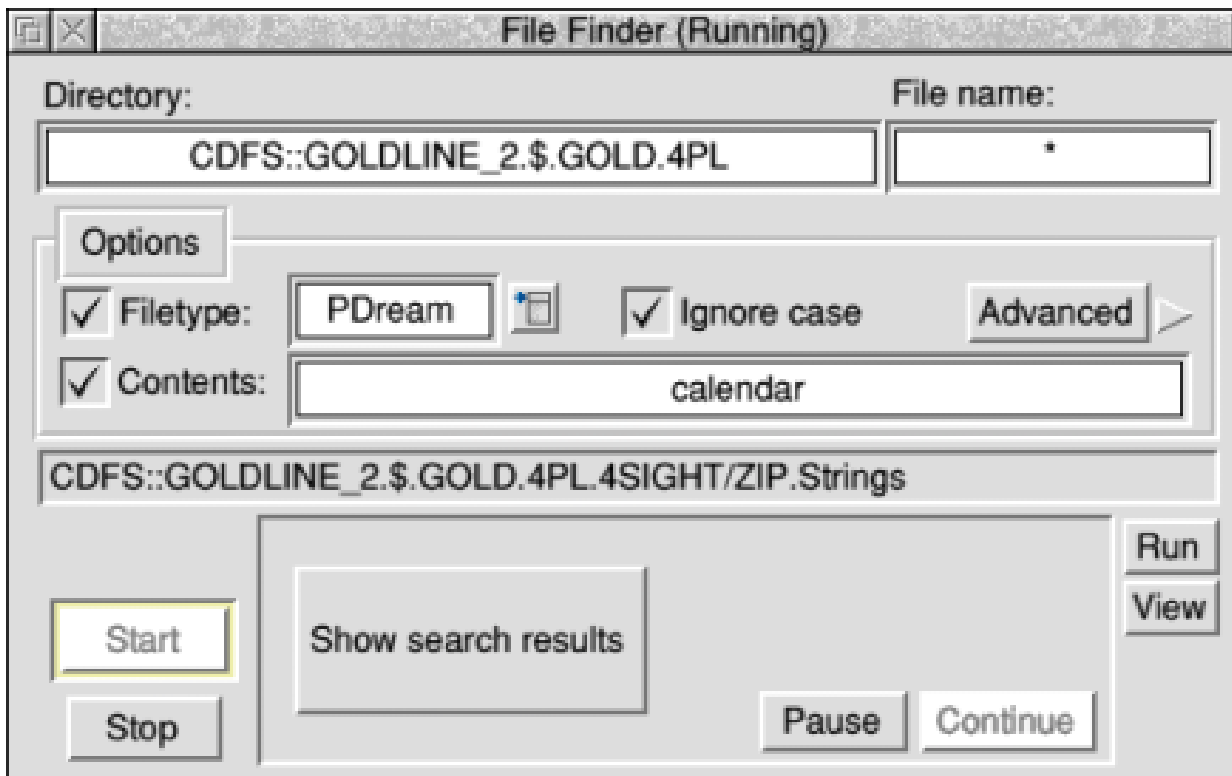 File Finder (Running)
Directory: File name:
CDFS::GOLDLINE_2.$.GOLD.4PL *
Options
Filetype: PDream Ignore case Advanced
Contents: calendar
CDFS::GOLDLINE_2.$.GOLD.4PL.4SIGHT/ZIP.Strings
Run
View
Start
Show search results
Stop
Pause Continue